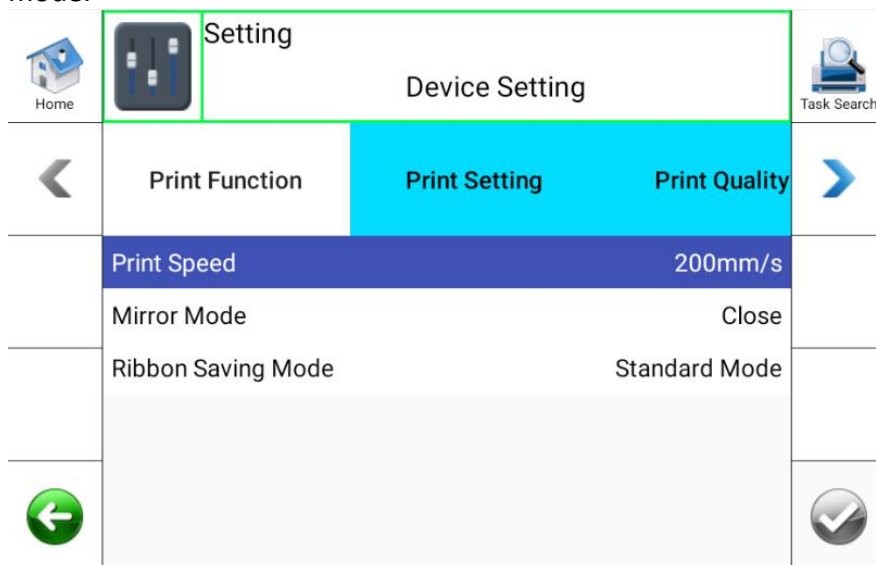 Setting
Device Setting
Home
Task Search
Print Function
Print Setting
Print Quality
Print Speed 200mm/s
Mirror Mode Close
Ribbon Saving Mode Standard Mode